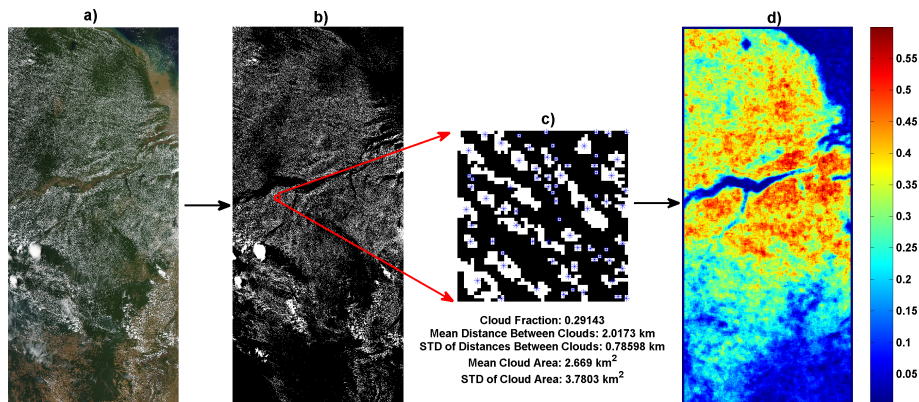 a)
b)
c)
d)
Cloud Fraction: 0.29143
Mean Distance Between Clouds: 2.0173 km
STD of Distances Between Clouds: 0.78598 km
Mean Cloud Area: 2.669 km²
STD of Cloud Area: 3.7803 km²
0.55
0.5
0.45
0.4
0.35
0.3
0.25
0.2
0.15
0.1
0.05